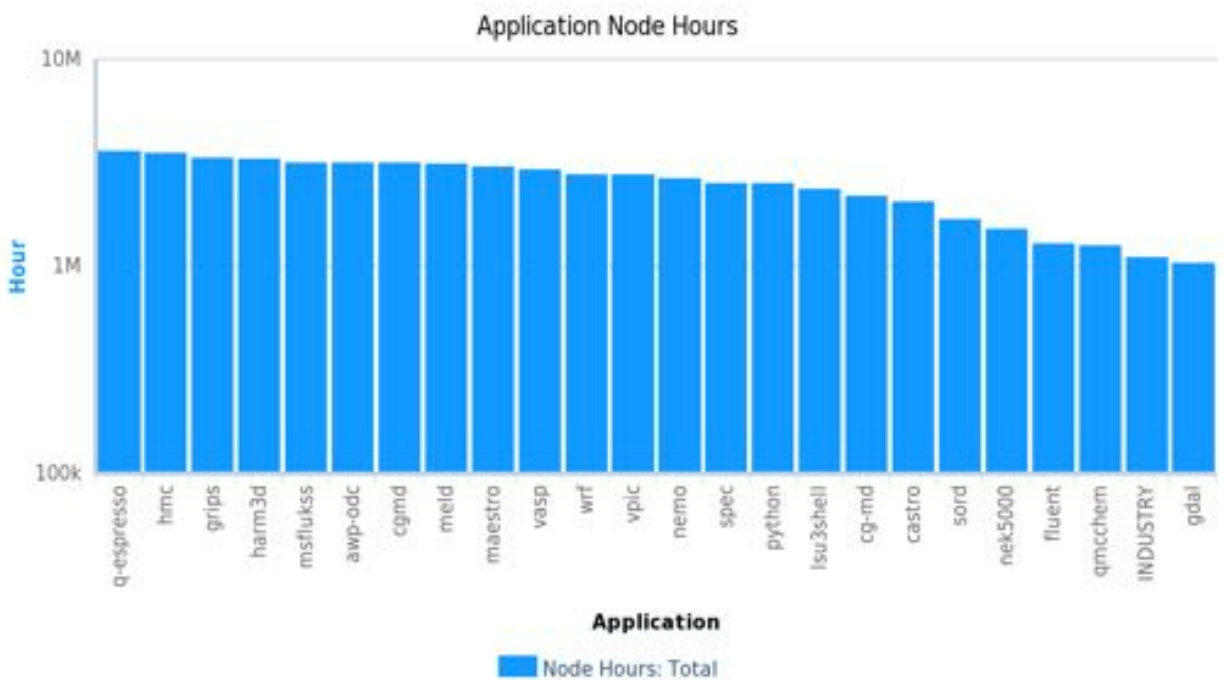 Application Node Hours
10M
1M
100k
Hour
q-espresso
hmc
grips
harm3d
msflukss
awp-odc
cgmd
meld
maestro
vasp
wrf
vpic
nemo
spec
python
lsu3shell
cg-md
castro
sord
nek5000
fluent
qmcchem
INDUSTRY
gdal
Application
Node Hours: Total